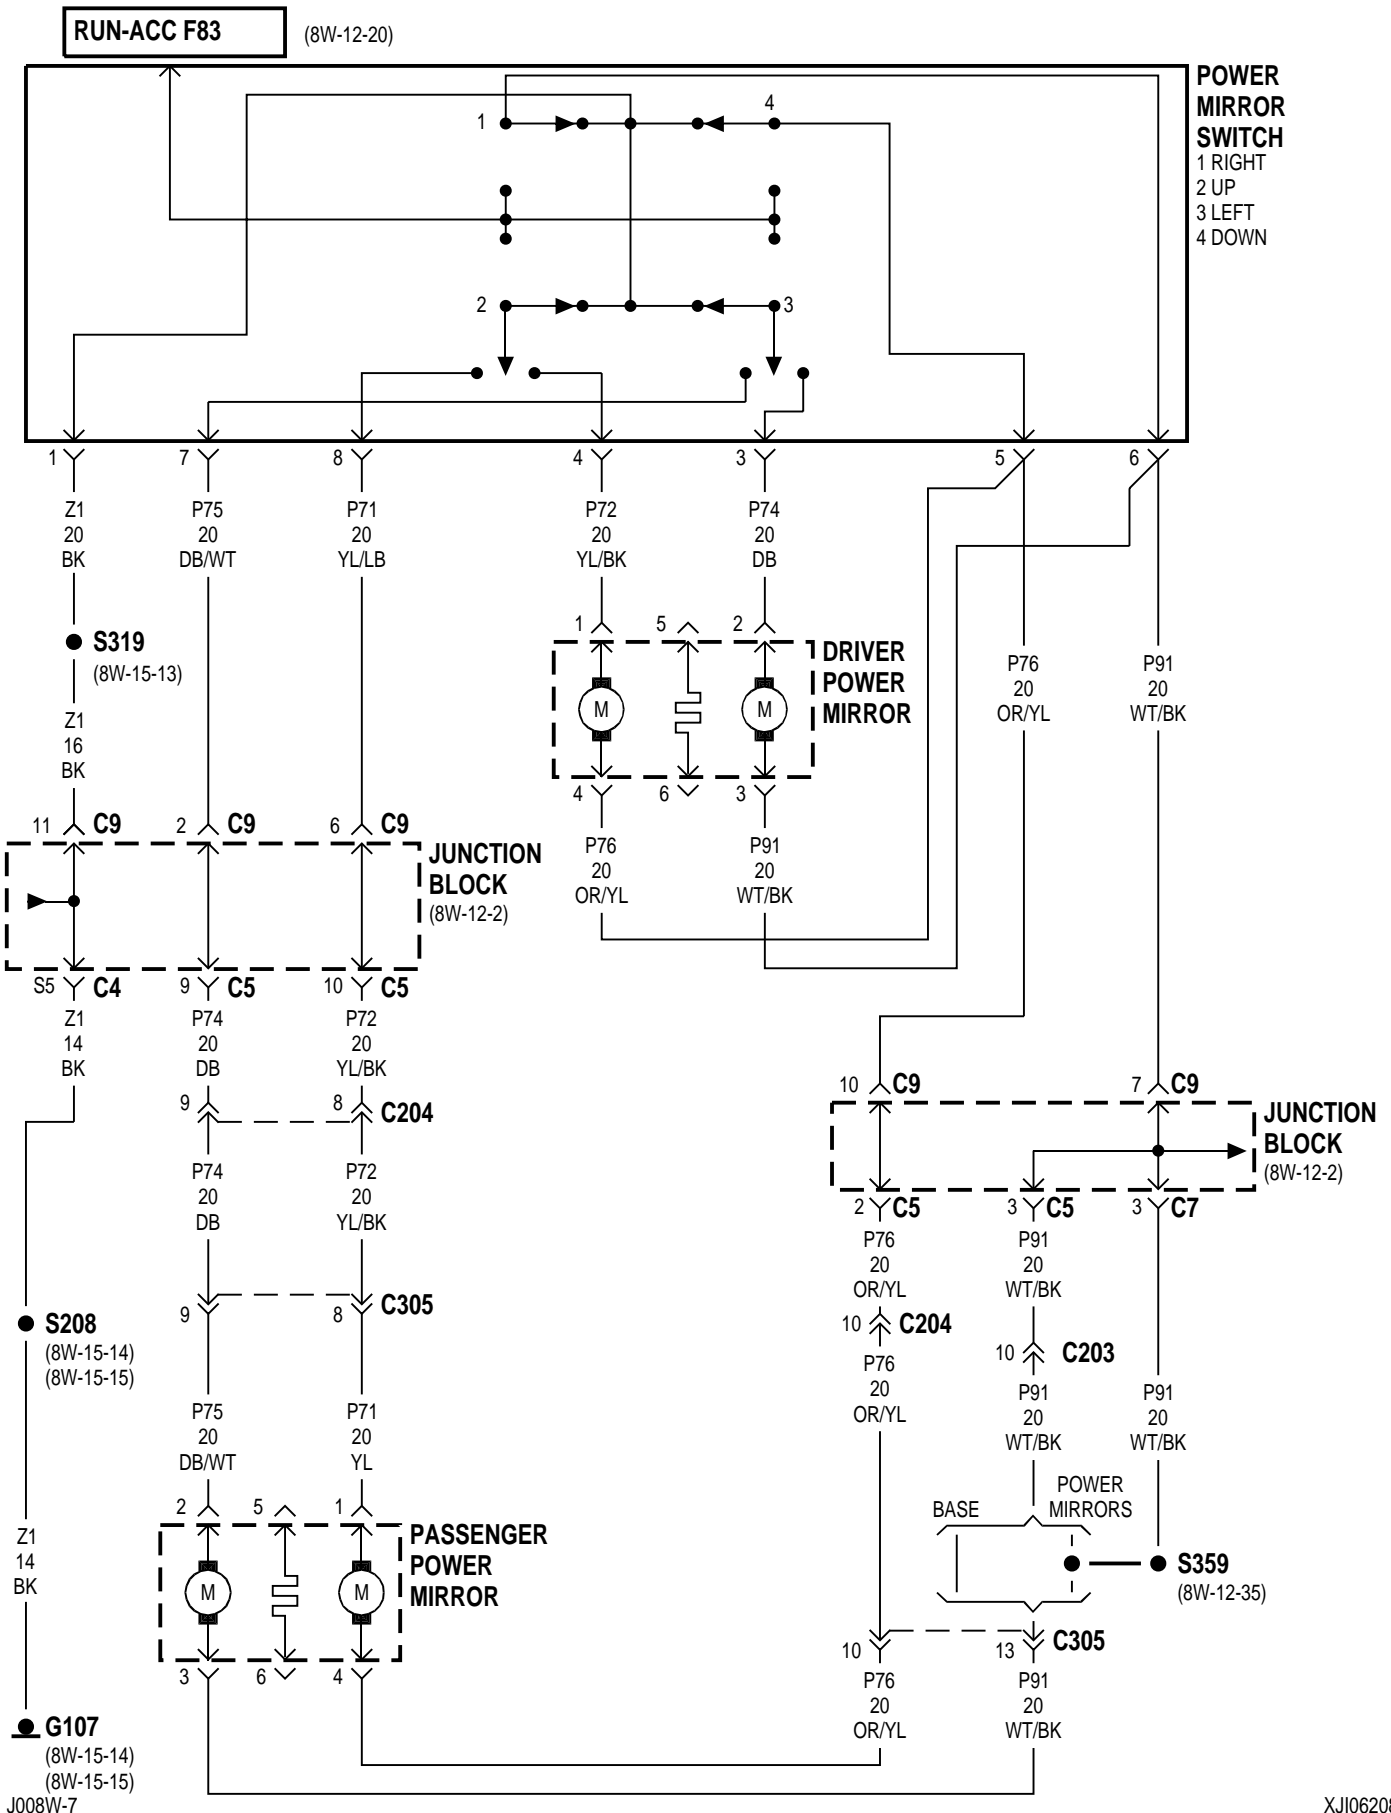 RUN-ACC F83
(8W-12-20)
POWER
MIRROR
SWITCH
1 RIGHT
2 UP
3 LEFT
4 DOWN
1
4
2
3
1
7
8
4
3
5
6
Z1
20
BK
P75
20
DB/WT
P71
20
YL/LB
P72
20
YL/BK
P74
20
DB
S319
(8W-15-13)
1
5
2
DRIVER
POWER
MIRROR
M
M
4
6
3
P76
20
OR/YL
P91
20
WT/BK
Z1
16
BK
11
C9
2
C9
6
C9
JUNCTION
BLOCK
(8W-12-2)
P76
20
OR/YL
P91
20
WT/BK
S5
C4
9
C5
10
C5
Z1
14
BK
P74
20
DB
P72
20
YL/BK
9
8
C204
10
C9
7
C9
JUNCTION
BLOCK
(8W-12-2)
P74
20
DB
P72
20
YL/BK
2
C5
3
C5
3
C7
P76
20
OR/YL
P91
20
WT/BK
9
8
C305
S208
(8W-15-14)
(8W-15-15)
10
C204
10
C203
P76
20
OR/YL
P91
20
WT/BK
P91
20
WT/BK
P75
20
DB/WT
P71
20
YL
BASE
POWER
MIRRORS
2
5
1
PASSENGER
POWER
MIRROR
M
M
Z1
14
BK
S359
(8W-12-35)
10
13
C305
3
6
4
P76
20
OR/YL
P91
20
WT/BK
G107
(8W-15-14)
(8W-15-15)
J008W-7
XJI06208